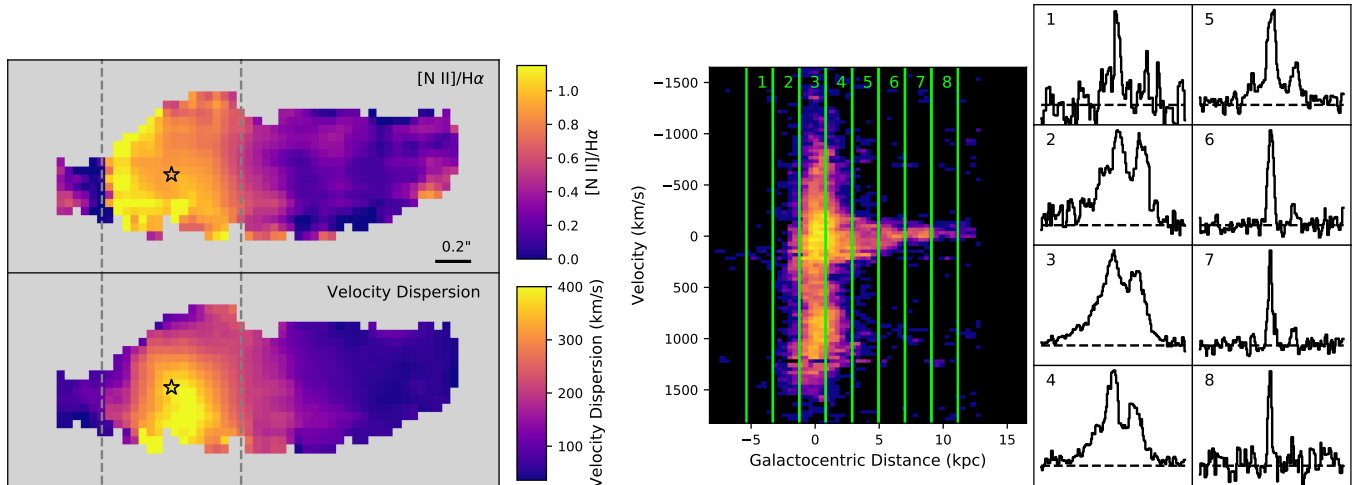 [N II]/Hα
0.2"
1.0
0.8
0.6
0.4
0.2
0.0
[N II]/Hα
Velocity Dispersion
400
300
200
100
Velocity Dispersion (km/s)
1 2 3 4 5 6 7 8
−1500
−1000
−500
0
500
1000
1500
Velocity (km/s)
−5 0 5 10 15
Galactocentric Distance (kpc)
1 5
2 6
3 7
4 8